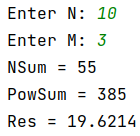 Enter N: 10
Enter M: 3
NSum = 55
PowSum = 385
Res = 19.6214